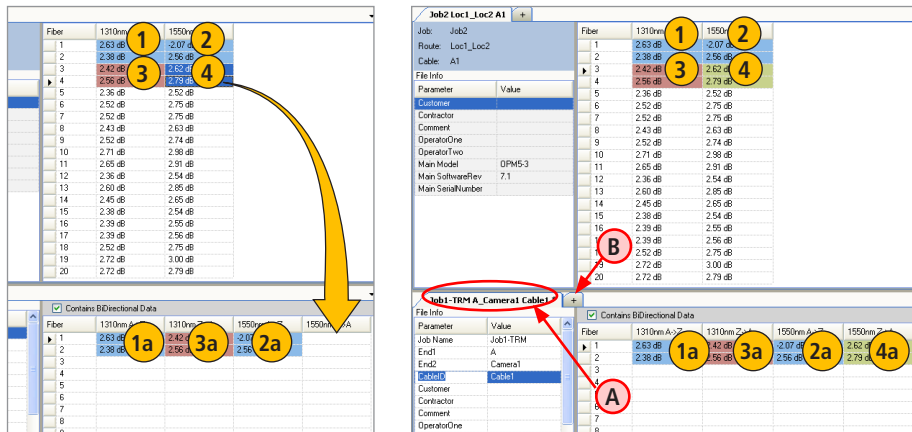 Fiber 1310nm 1550nm
1 2.63 dB -2.07
2 2.38 dB 2.56 dB
3 2.42 dB 2.62 dB
4 2.56 dB 2.79 dB
5 2.36 dB 2.52 dB
6 2.52 dB 2.75 dB
7 2.52 dB 2.75 dB
8 2.43 dB 2.63 dB
9 2.52 dB 2.74 dB
10 2.71 dB 2.98 dB
11 2.65 dB 2.91 dB
12 2.36 dB 2.54 dB
13 2.60 dB 2.85 dB
14 2.45 dB 2.65 dB
15 2.38 dB 2.54 dB
16 2.39 dB 2.55 dB
17 2.39 dB 2.56 dB
18 2.52 dB 2.75 dB
19 2.72 dB 3.00 dB
20 2.72 dB 2.79 dB
1 2
3 4
Contains BiDirectional Data
Fiber 1310nm 1310nm 1550nm 1550nm
1 2.63 dB 2.42 -2.07
2 2.38 dB 2.56 2.56
3
4
5
6
7
8
1a 3a 2a
Job2 Loc1_Loc2 A1 +
Job: Job2
Route: Loc1_Loc2
Cable: A1
File Info
Parameter Value
Customer
Contractor
Comment
OperatorOne
OperatorTwo
Main Model OPM5-3
Main SoftwareRev 7.1
Main SerialNumber
Fiber 1310nm 1550nm
1 2.63 dB -2.07
2 2.38 dB 2.56 dB
3 2.42 dB 2.62
4 2.56 dB 2.79 dB
5 2.36 dB 2.52 dB
6 2.52 dB 2.75 dB
7 2.52 dB 2.75 dB
8 2.43 dB 2.63 dB
9 2.52 dB 2.74 dB
10 2.71 dB 2.98 dB
11 2.65 dB 2.91 dB
12 2.36 dB 2.54 dB
13 2.60 dB 2.85 dB
14 2.45 dB 2.65 dB
15 2.38 dB 2.54 dB
16 2.39 dB 2.55 dB
2.39 dB 2.56 dB
2.52 dB 2.75 dB
2.72 dB 3.00 dB
20 2.72 dB 2.79 dB
1 2
3 4
B
Job1-TRM A_Camera1 Cable1 +
File Info
Parameter Value
Job Name Job1-TRM
End1 A
End2 Camera1
CableID Cable1
Customer
Contractor
Comment
OperatorOne
A
Contains BiDirectional Data
Fiber 1310nm A->Z 1310nm 1550nm 1550nm
1 2.63 dB 2.42 dB -2.07 dB 2.62
2 2.38 dB 2.56 dB 2.56 dB 2.79 dB
3
4
7
8
1a 3a 2a 4a